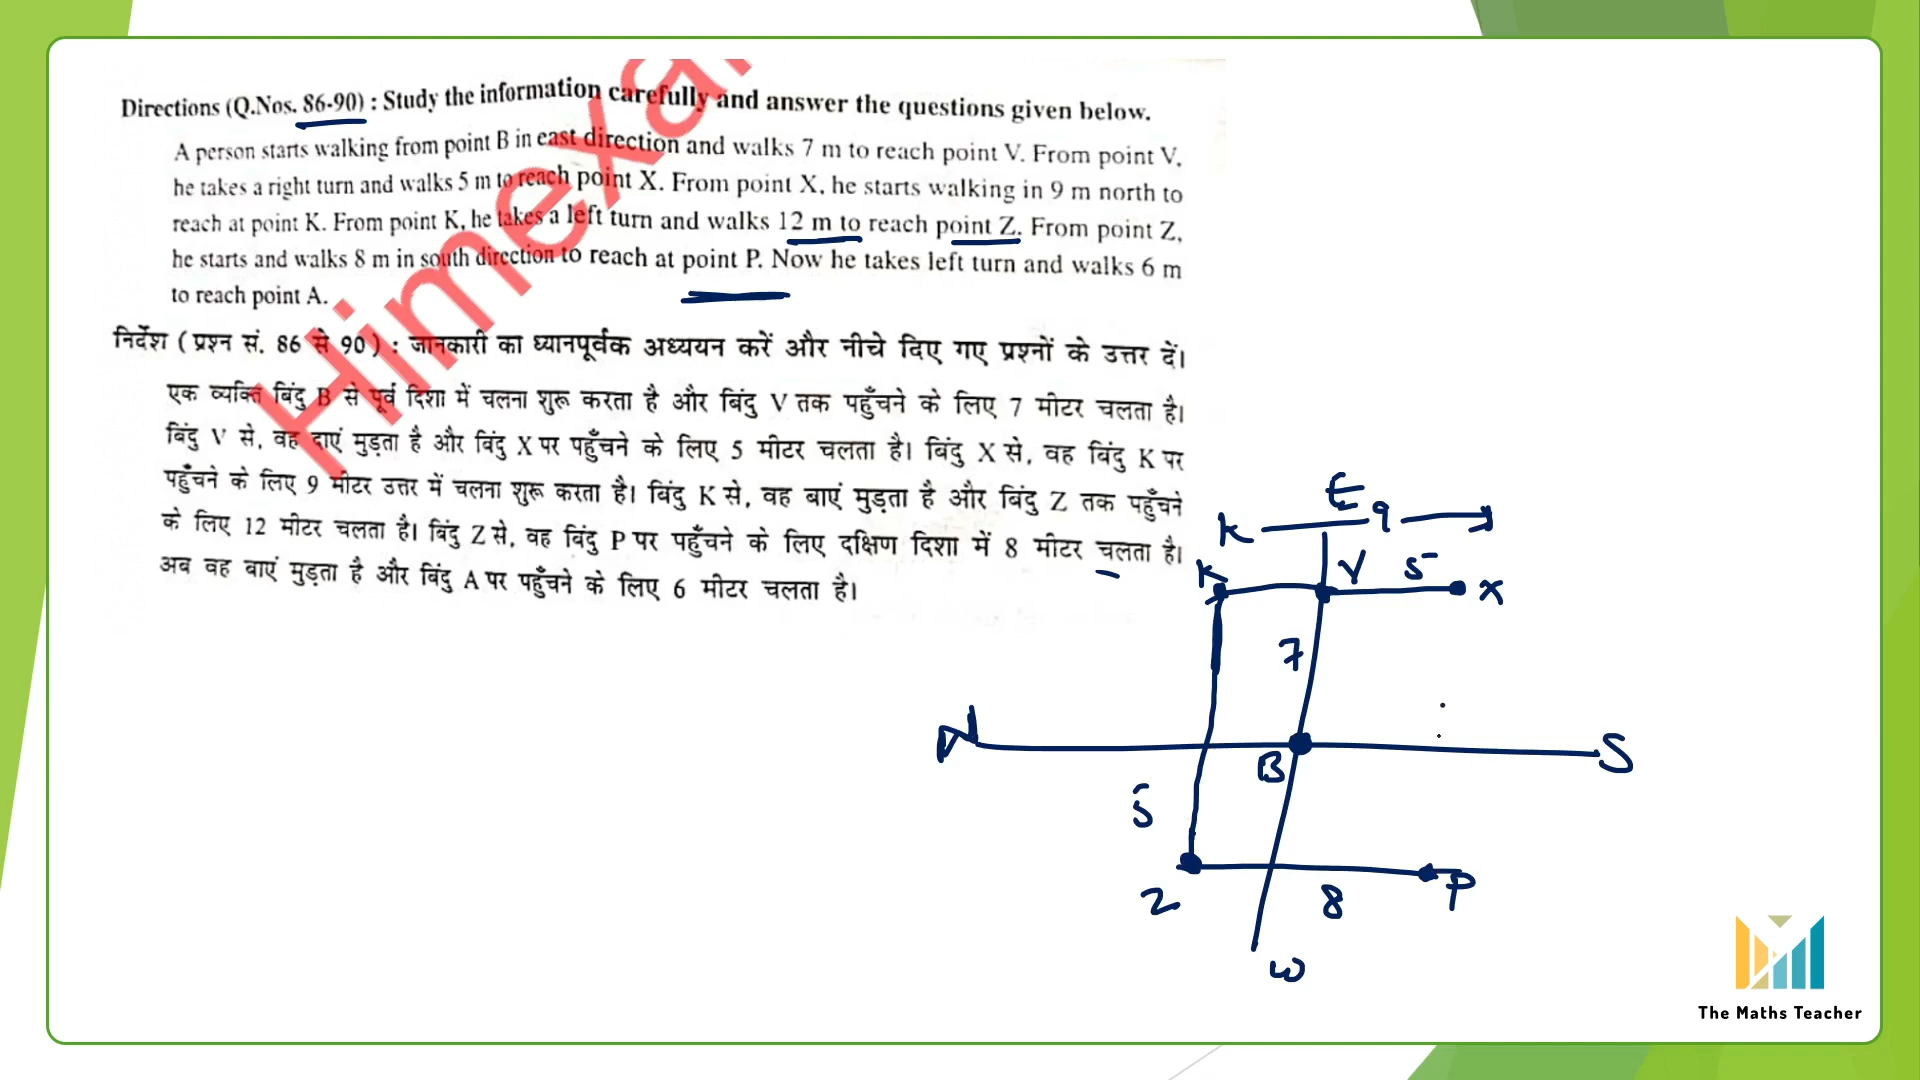 Directions (Q.Nos. 86-90) : Study the information carefully and answer the questions given below.
A person starts walking from point B in east direction and walks 7 m to reach point V. From point V,
he takes a right turn and walks 5 m to reach point X. From point X, he starts walking in 9 m north to
reach at point K. From point K, he takes a left turn and walks 12 m to reach point Z. From point Z,
he starts and walks 8 m in south direction to reach at point P. Now he takes left turn and walks 6 m
to reach point A.
निर्देश ( प्रश्न सं. 86 से 90 ) : जानकारी का ध्यानपूर्वक अध्ययन करें और नीचे दिए गए प्रश्नों के उत्तर दें।
एक व्यक्ति बिंदु B से पूर्व दिशा में चलना शुरू करता है और बिंदु V तक पहुँचने के लिए 7 मीटर चलता है।
बिंदु V से, वह दाएं मुड़ता है और बिंदु X पर पहुँचने के लिए 5 मीटर चलता है। बिंदु X से, वह बिंदु K पर
पहुँचने के लिए 9 मीटर उत्तर में चलना शुरू करता है। बिंदु K से, वह बाएं मुड़ता है और बिंदु Z तक पहुँचने
के लिए 12 मीटर चलता है। बिंदु Z से, वह बिंदु P पर पहुँचने के लिए दक्षिण दिशा में 8 मीटर चलता है।
अब वह बाएं मुड़ता है और बिंदु A पर पहुँचने के लिए 6 मीटर चलता है।
Himexa
E
K 9
K V 5 X
7
N B S
5
Z 8 P
W
The Maths Teacher